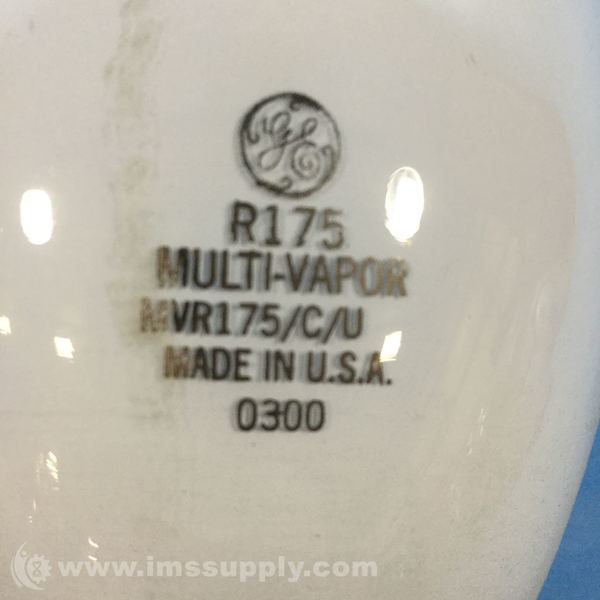 GE
R175
MULTI-VAPOR
MVR175/C/U
MADE IN U.S.A.
0300
www.imssupply.com